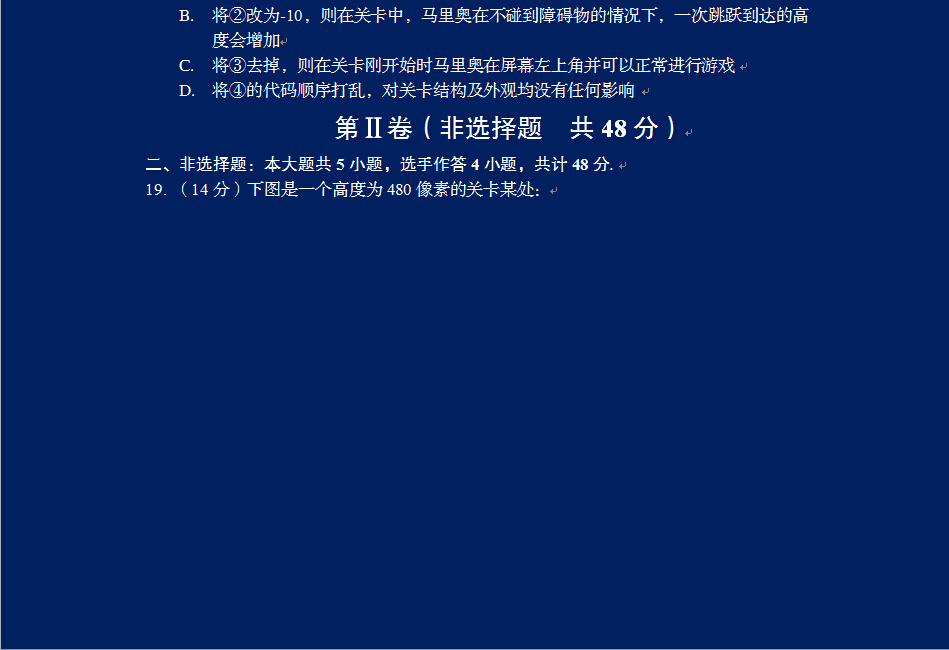 B. 将②改为-10，则在关卡中，马里奥在不碰到障碍物的情况下，一次跳跃到达的高
度会增加
C. 将③去掉，则在关卡刚开始时马里奥在屏幕左上角并可以正常进行游戏
D. 将④的代码顺序打乱，对关卡结构及外观均没有任何影响
第Ⅱ卷（非选择题 共 48 分）
二、非选择题：本大题共 5 小题，选手作答 4 小题，共计 48 分.
19. （14 分）下图是一个高度为 480 像素的关卡某处：